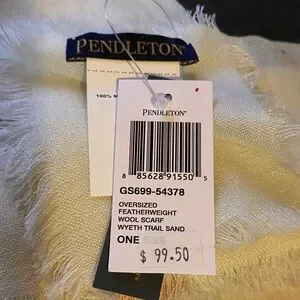 PENDLETON®
100%
PENDLETON®
8 85628 91550 5
GS699-54378
OVERSIZED
FEATHERWEIGHT
WOOL SCARF
WYETH TRAIL SAND
ONE
$ 99.50